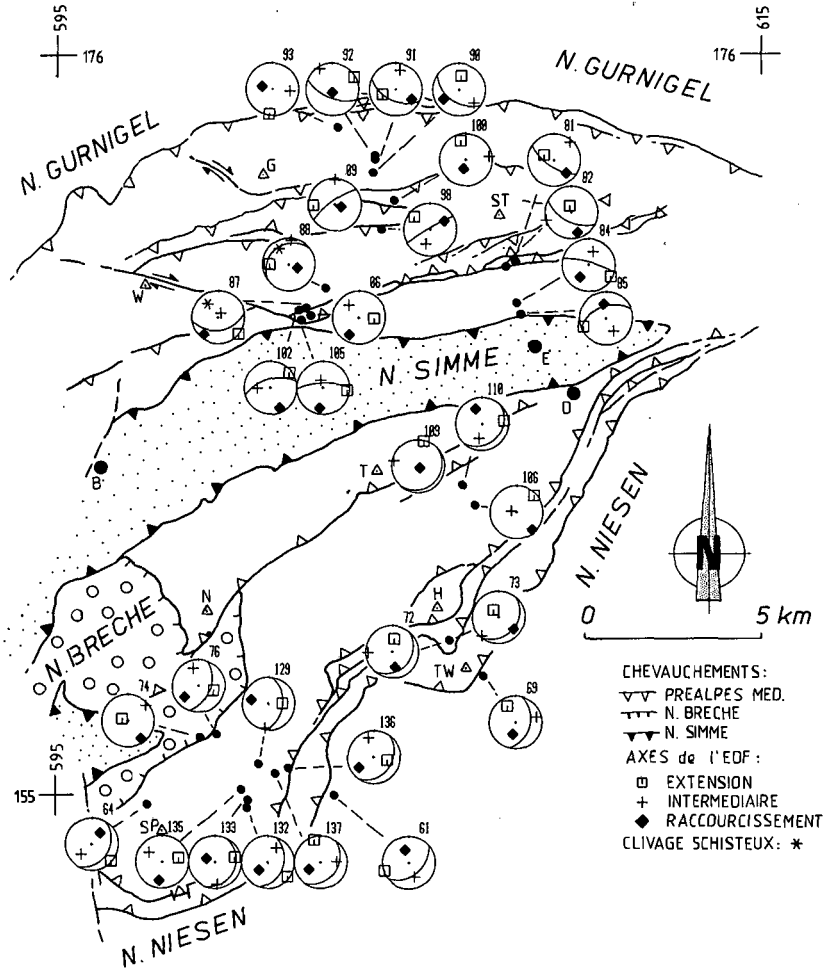 595
615
176
176
93
92
91
90
N. GURNIGEL
N. GURNIGEL
100
81
G
82
89
ST
98
88
84
W
87
86
85
102
105
N. SIMME
E
110
O
B
103
T
106
N. NIESEN
N
N
H
73
0
5 km
N. BRECHE
72
76
TW
129
74
69
CHEVAUCHEMENTS:
PREALPES MED.
N. BRECHE
N. SIMME
AXES de l'EDF:
EXTENSION
INTERMEDIAIRE
RACCOURCISSEMENT
CLIVAGE SCHISTEUX: *
136
595
155
64
SP
135
133
132
137
61
N. NIESEN